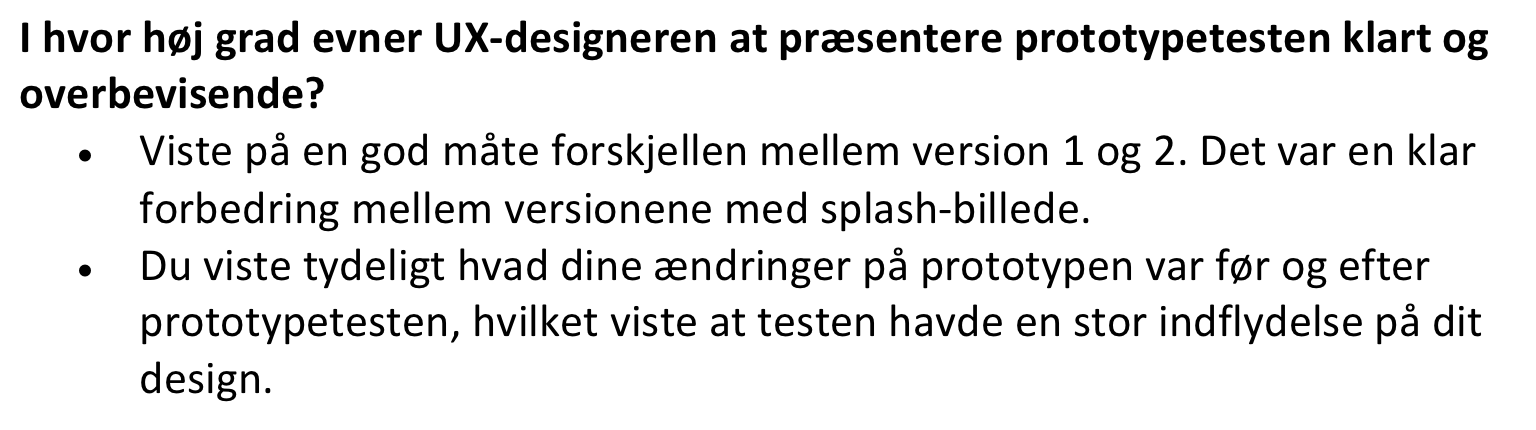 I hvor høj grad evner UX-designeren at præsentere prototypetesten klart og
overbevisende?
• Viste på en god måte forskjellen mellem version 1 og 2. Det var en klar
forbedring mellem versionene med splash-billede.
• Du viste tydeligt hvad dine ændringer på prototypen var før og efter
prototypetesten, hvilket viste at testen havde en stor indflydelse på dit
design.